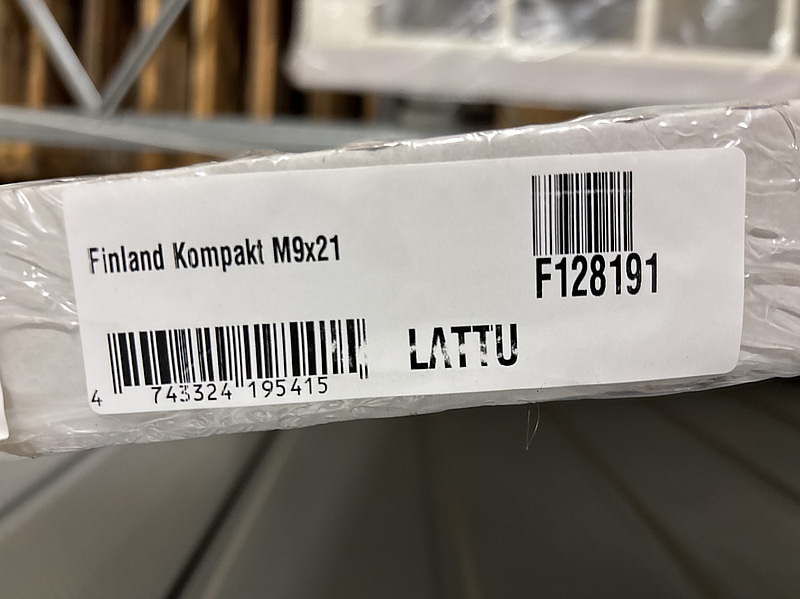 Finland Kompakt M9x21
F128191
LATTU
4 743324 195415